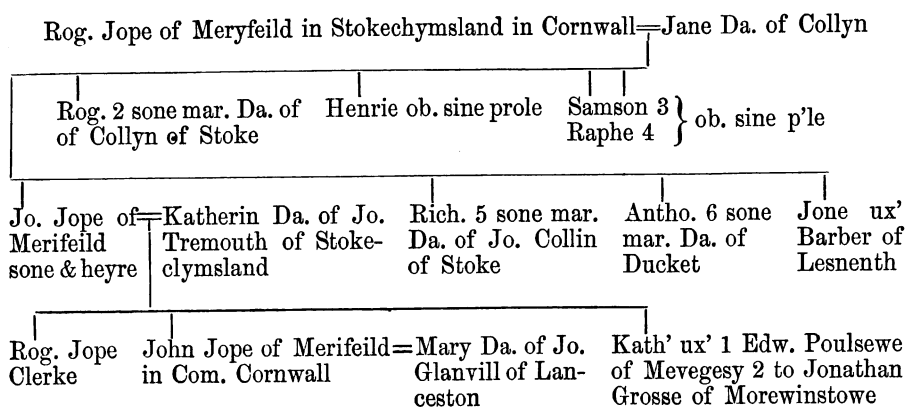 Rog. Jope of Meryfeild in Stokechymsland in Cornwall=Jane Da. of Collyn
Rog. 2 sone mar. Da. of
of Collyn of Stoke
Henrie ob. sine prole
Samson 3
Raphe 4
} ob. sine p'le
Jo. Jope of=
Merifeild
sone & heyre
Katherin Da. of Jo.
Tremouth of Stoke-
clymsland
Rich. 5 sone mar.
Da. of Jo. Collin
of Stoke
Antho. 6 sone
mar. Da. of
Ducket
Jone ux'
Barber of
Lesnenth
Rog. Jope
Clerke
John Jope of Merifeild=
in Com. Cornwall
Mary Da. of Jo.
Glanvill of Lan-
ceston
Kath' ux' 1 Edw. Poulsewe
of Mevegesy 2 to Jonathan
Grosse of Morewinstowe